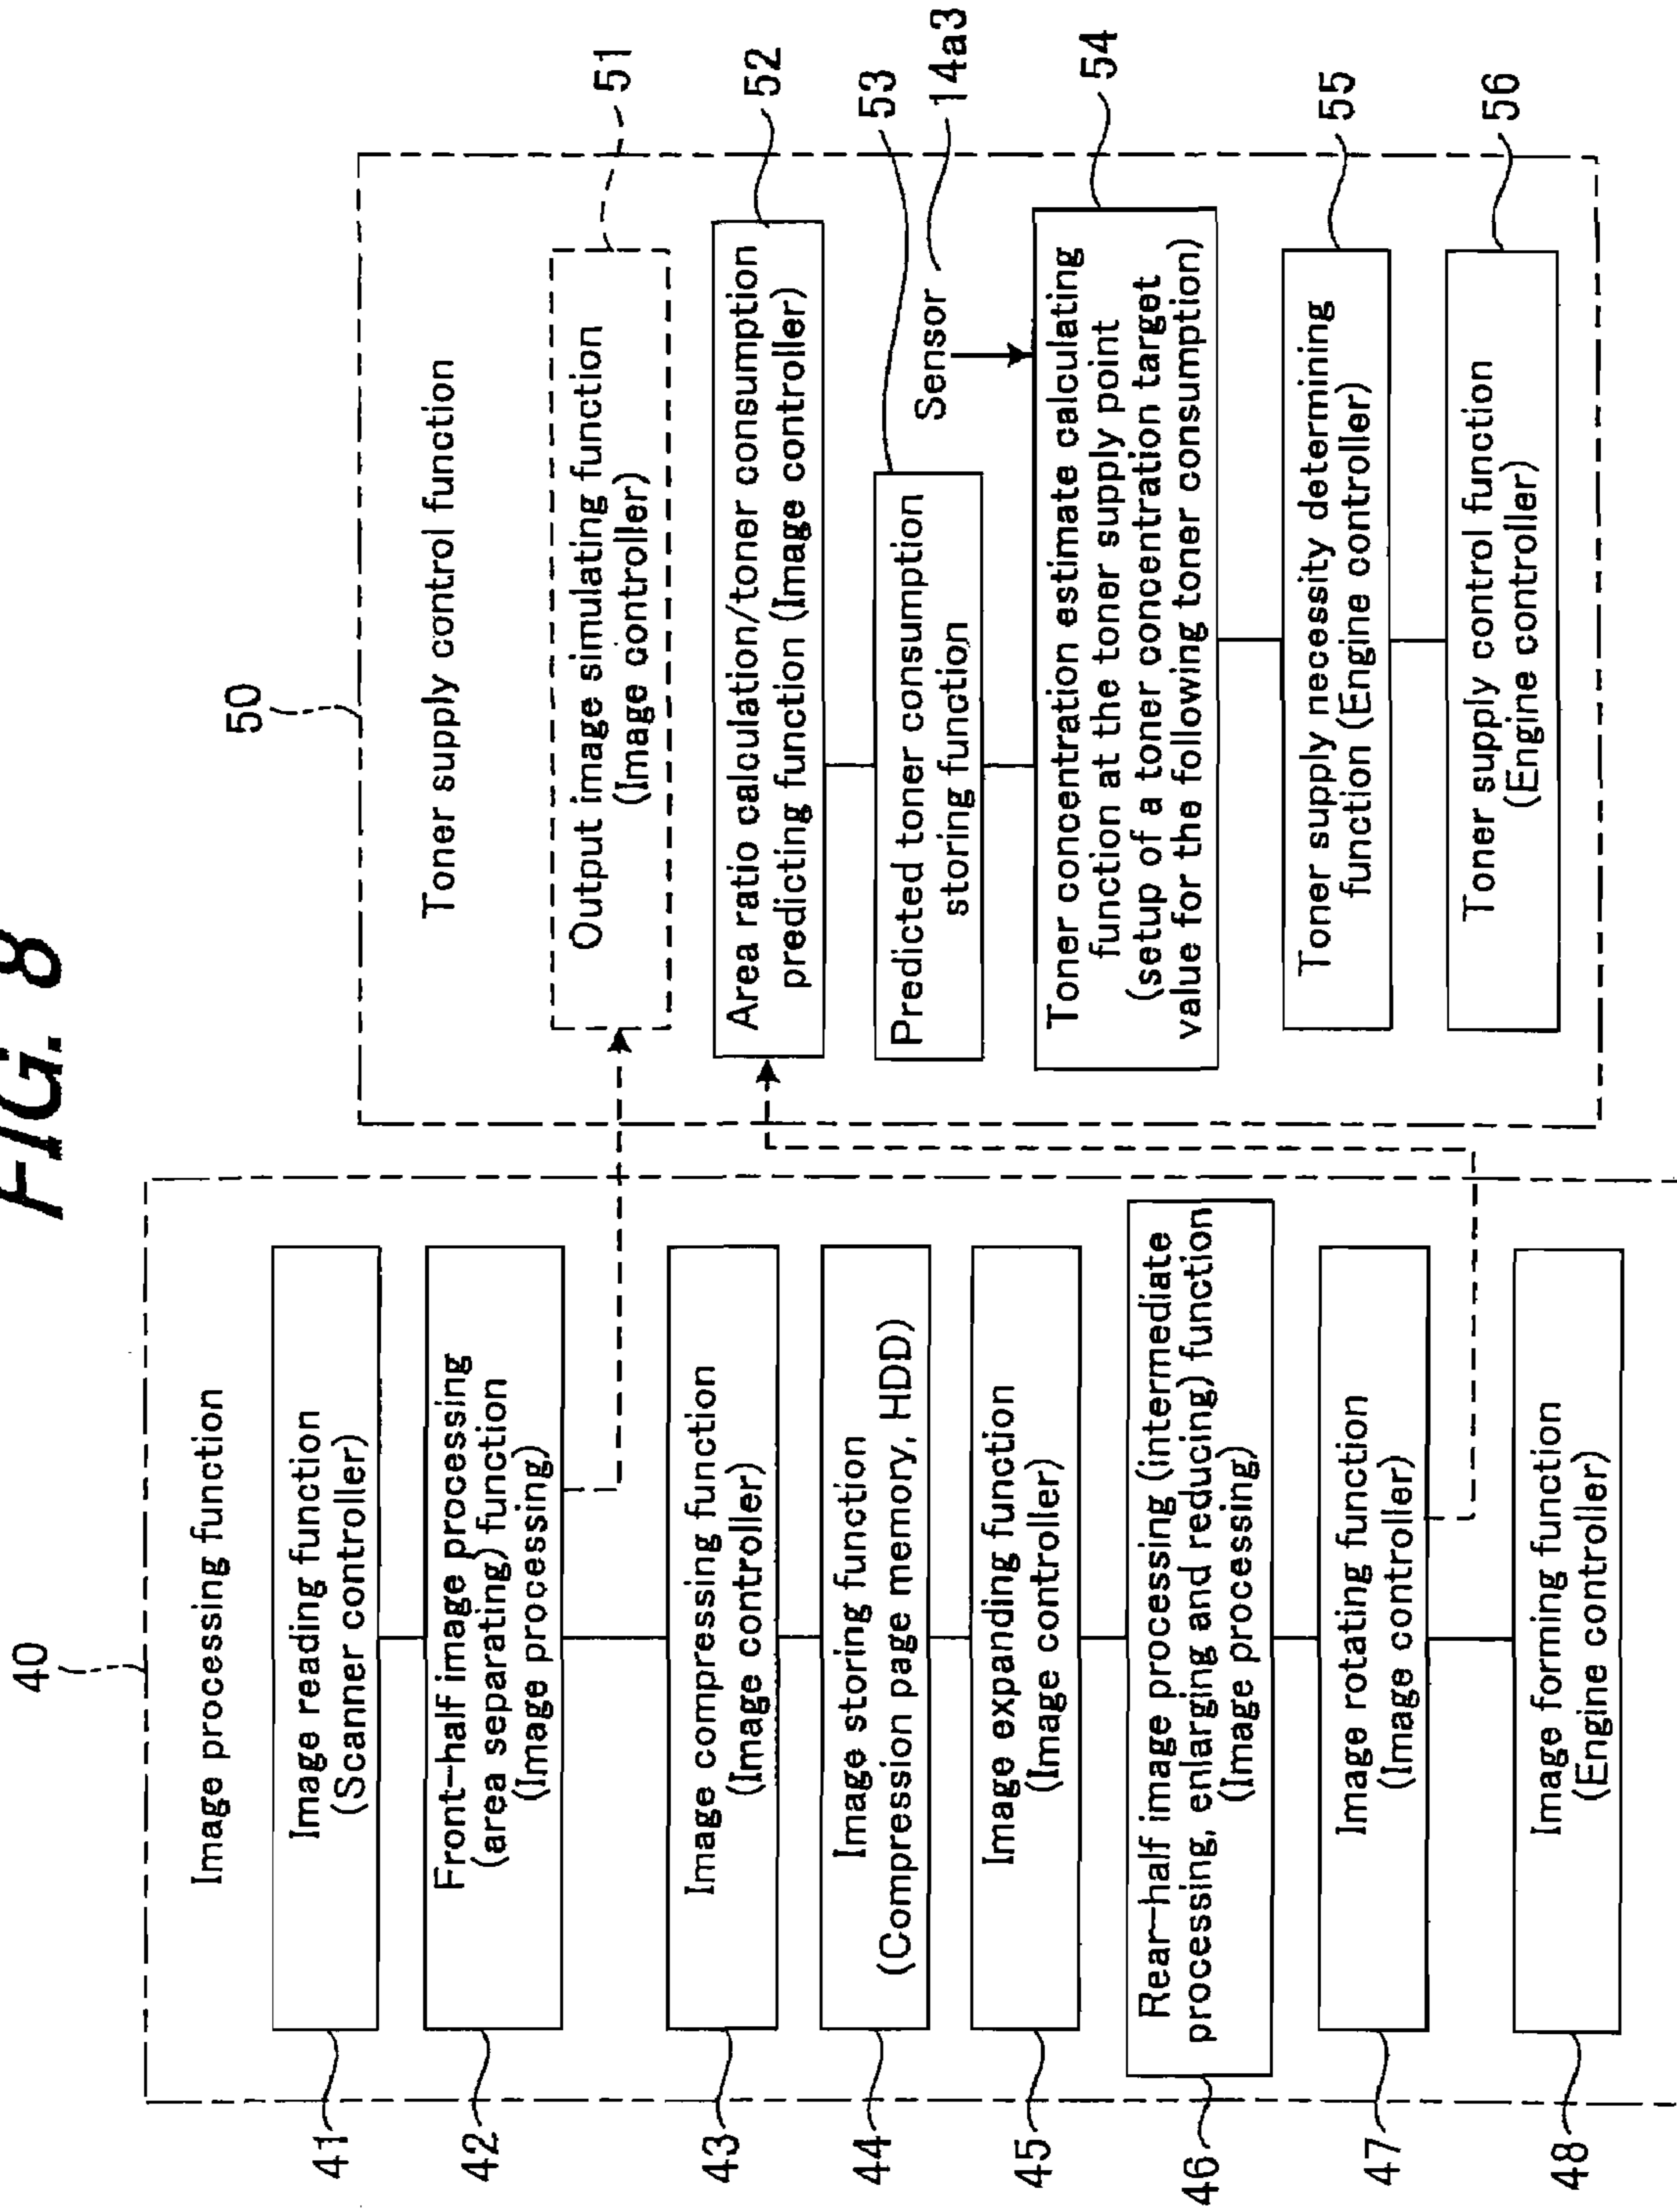 FIG. 8
40
Image processing function
41
Image reading function
(Scanner controller)
42
Front-half image processing
(area separating) function
(Image processing)
43
Image compressing function
(Image controller)
44
Image storing function
(Compression page memory, HDD)
45
Image expanding function
(Image controller)
46
Rear-half image processing (intermediate
processing, enlarging and reducing) function
(Image processing)
47
Image rotating function
(Image controller)
48
Image forming function
(Engine controller)
50
Toner supply control function
Output image simulating function
(Image controller)
51
Area ratio calculation/toner consumption
predicting function (Image controller)
52
Predicted toner consumption
storing function
53
Sensor
14a3
Toner concentration estimate calculating
function at the toner supply point
(setup of a toner concentration target
value for the following toner consumption)
54
Toner supply necessity determining
function (Engine controller)
55
Toner supply control function
(Engine controller)
56